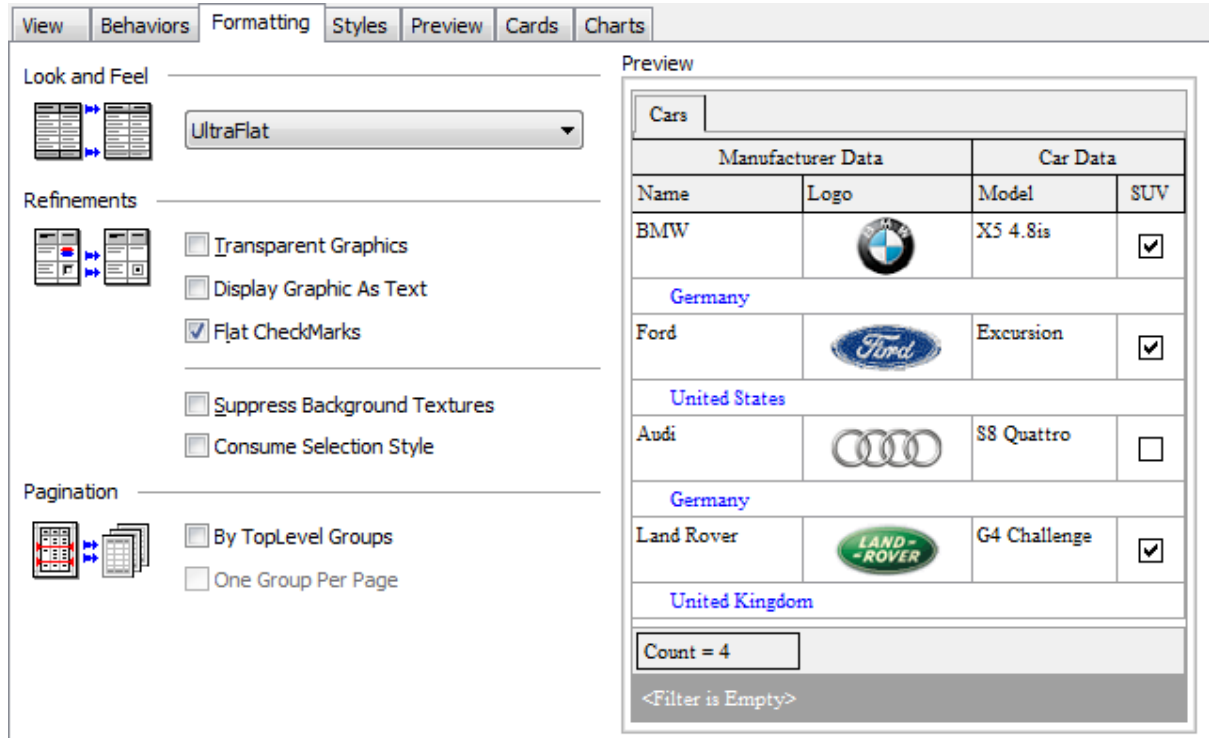 View Behaviors Formatting Styles Preview Cards Charts
Look and Feel
UltraFlat
Refinements
Transparent Graphics
Display Graphic As Text
Flat CheckMarks
Suppress Background Textures
Consume Selection Style
Pagination
By TopLevel Groups
One Group Per Page
Preview
Cars
Manufacturer Data Car Data
Name Logo Model SUV
BMW BMW X5 4.8is
Germany
Ford Ford Excursion
United States
Audi S8 Quattro
Germany
Land Rover LAND- G4 Challenge
-ROVER
United Kingdom
Count = 4
<Filter is Empty>